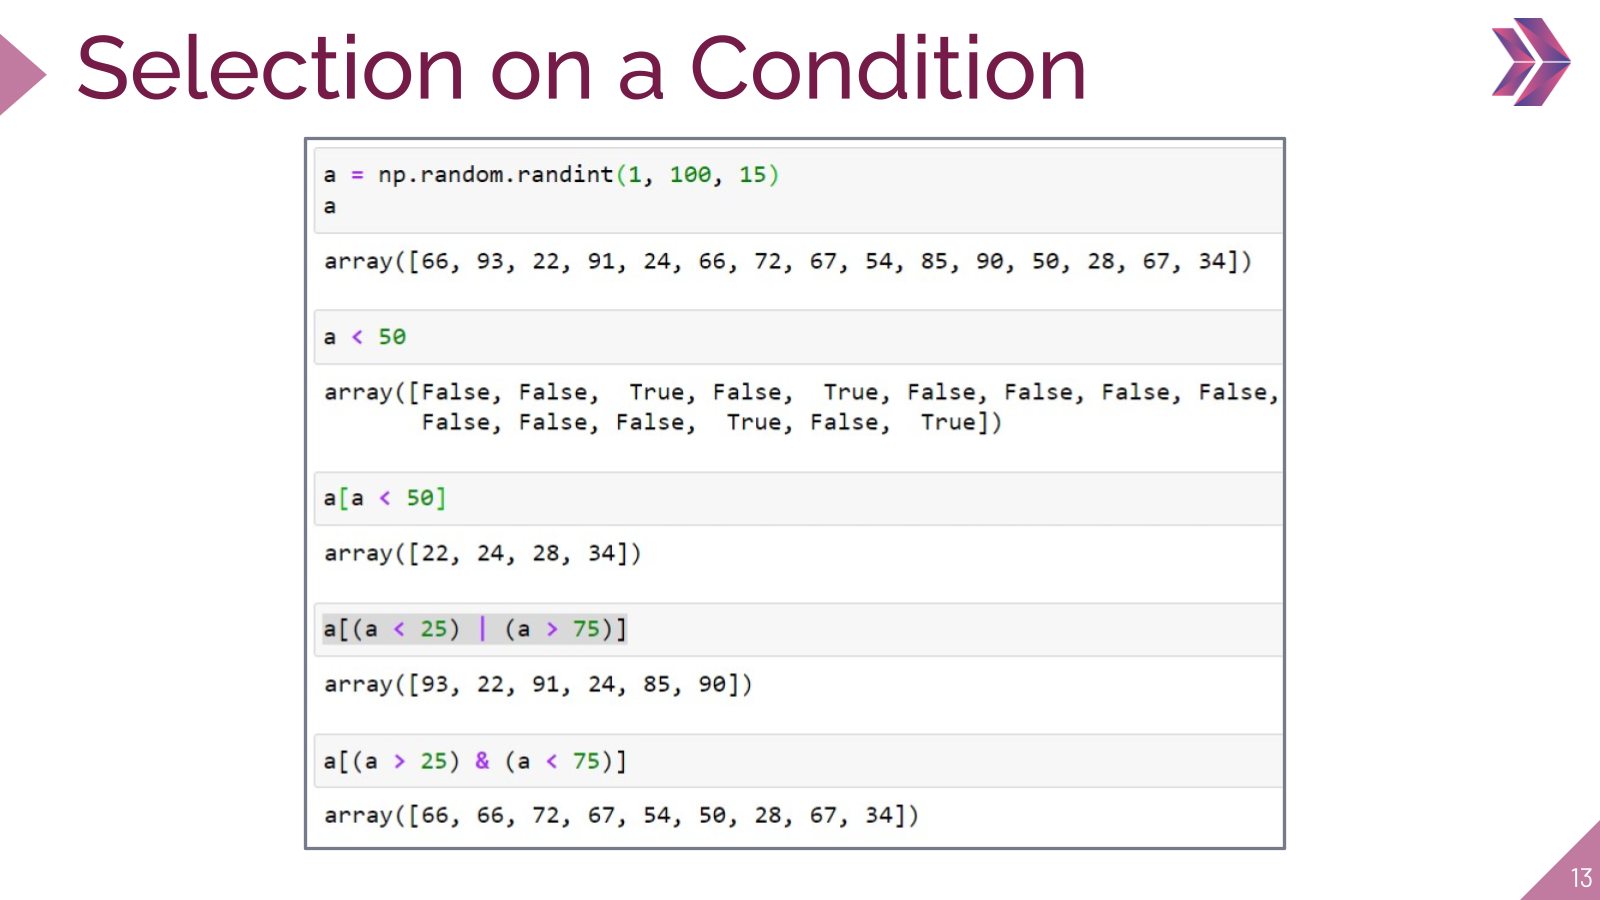 Selection on a Condition
a = np.random.randint(1, 100, 15)
a
array([66, 93, 22, 91, 24, 66, 72, 67, 54, 85, 90, 50, 28, 67, 34])
a < 50
array([False, False,  True, False,  True, False, False, False, False,
       False, False, False,  True, False,  True])
a[a < 50]
array([22, 24, 28, 34])
a[(a < 25) | (a > 75)]
array([93, 22, 91, 24, 85, 90])
a[(a > 25) & (a < 75)]
array([66, 66, 72, 67, 54, 50, 28, 67, 34])
13